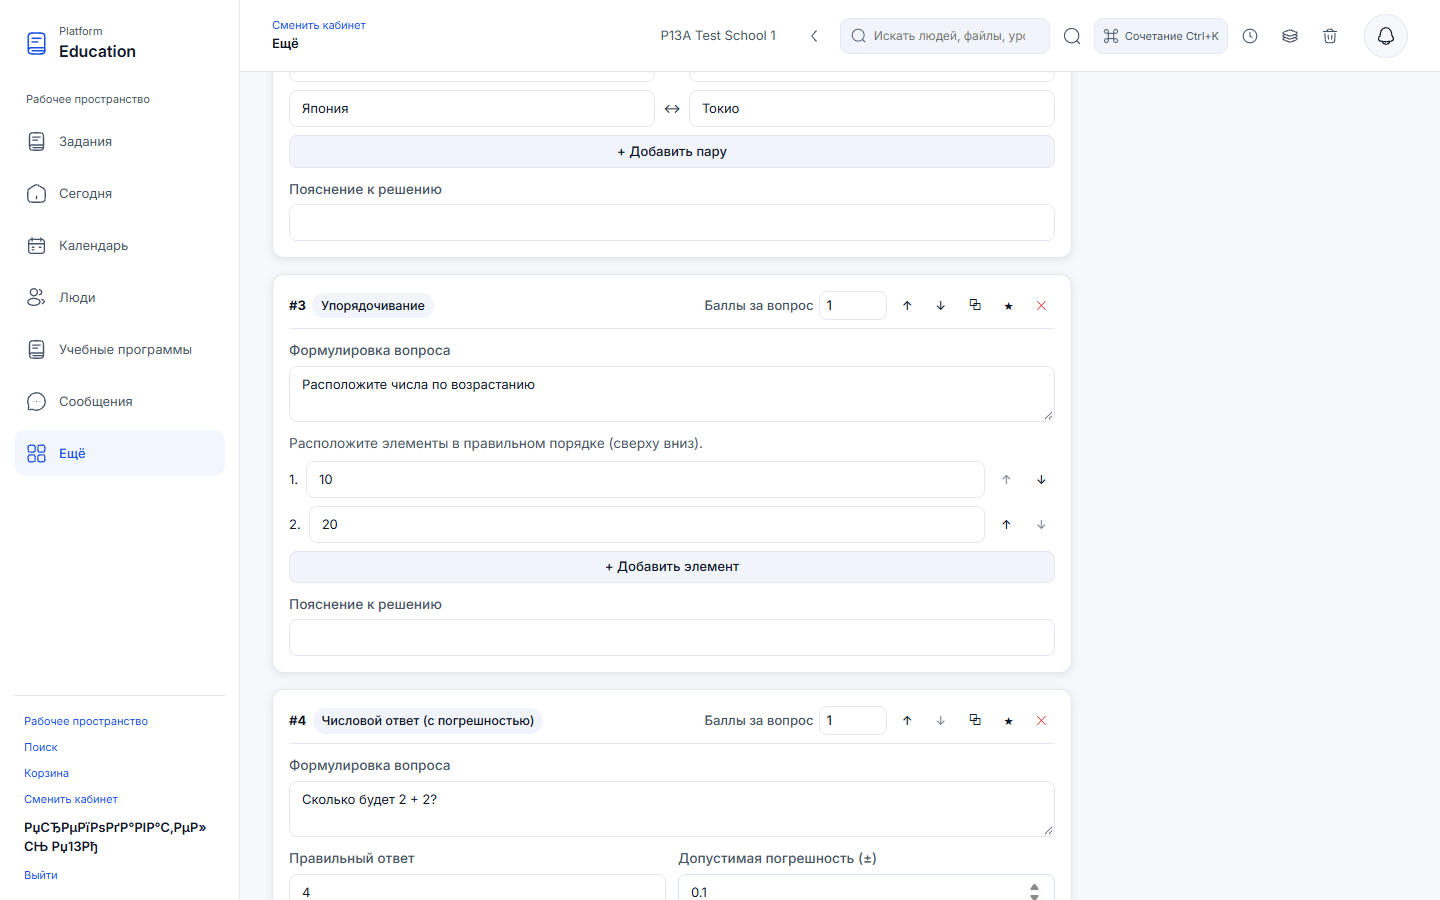 Platform
Education
Рабочее пространство
Задания
Сегодня
Календарь
Люди
Учебные программы
Сообщения
Ещё
Рабочее пространство
Поиск
Корзина
Сменить кабинет
РџСЂРµРїРѕРґР°РІР°С‚РµР»
СЊ Рџ13Рђ
Выйти
Сменить кабинет
Ещё
P13A Test School 1
Искать людей, файлы, уро
Сочетание Ctrl+K
Япония ↔ Токио
+ Добавить пару
Пояснение к решению
#3 Упорядочивание Баллы за вопрос 1
Формулировка вопроса
Расположите числа по возрастанию
Расположите элементы в правильном порядке (сверху вниз).
1. 10
2. 20
+ Добавить элемент
Пояснение к решению
#4 Числовой ответ (с погрешностью) Баллы за вопрос 1
Формулировка вопроса
Сколько будет 2 + 2?
Правильный ответ Допустимая погрешность (±)
4 0.1